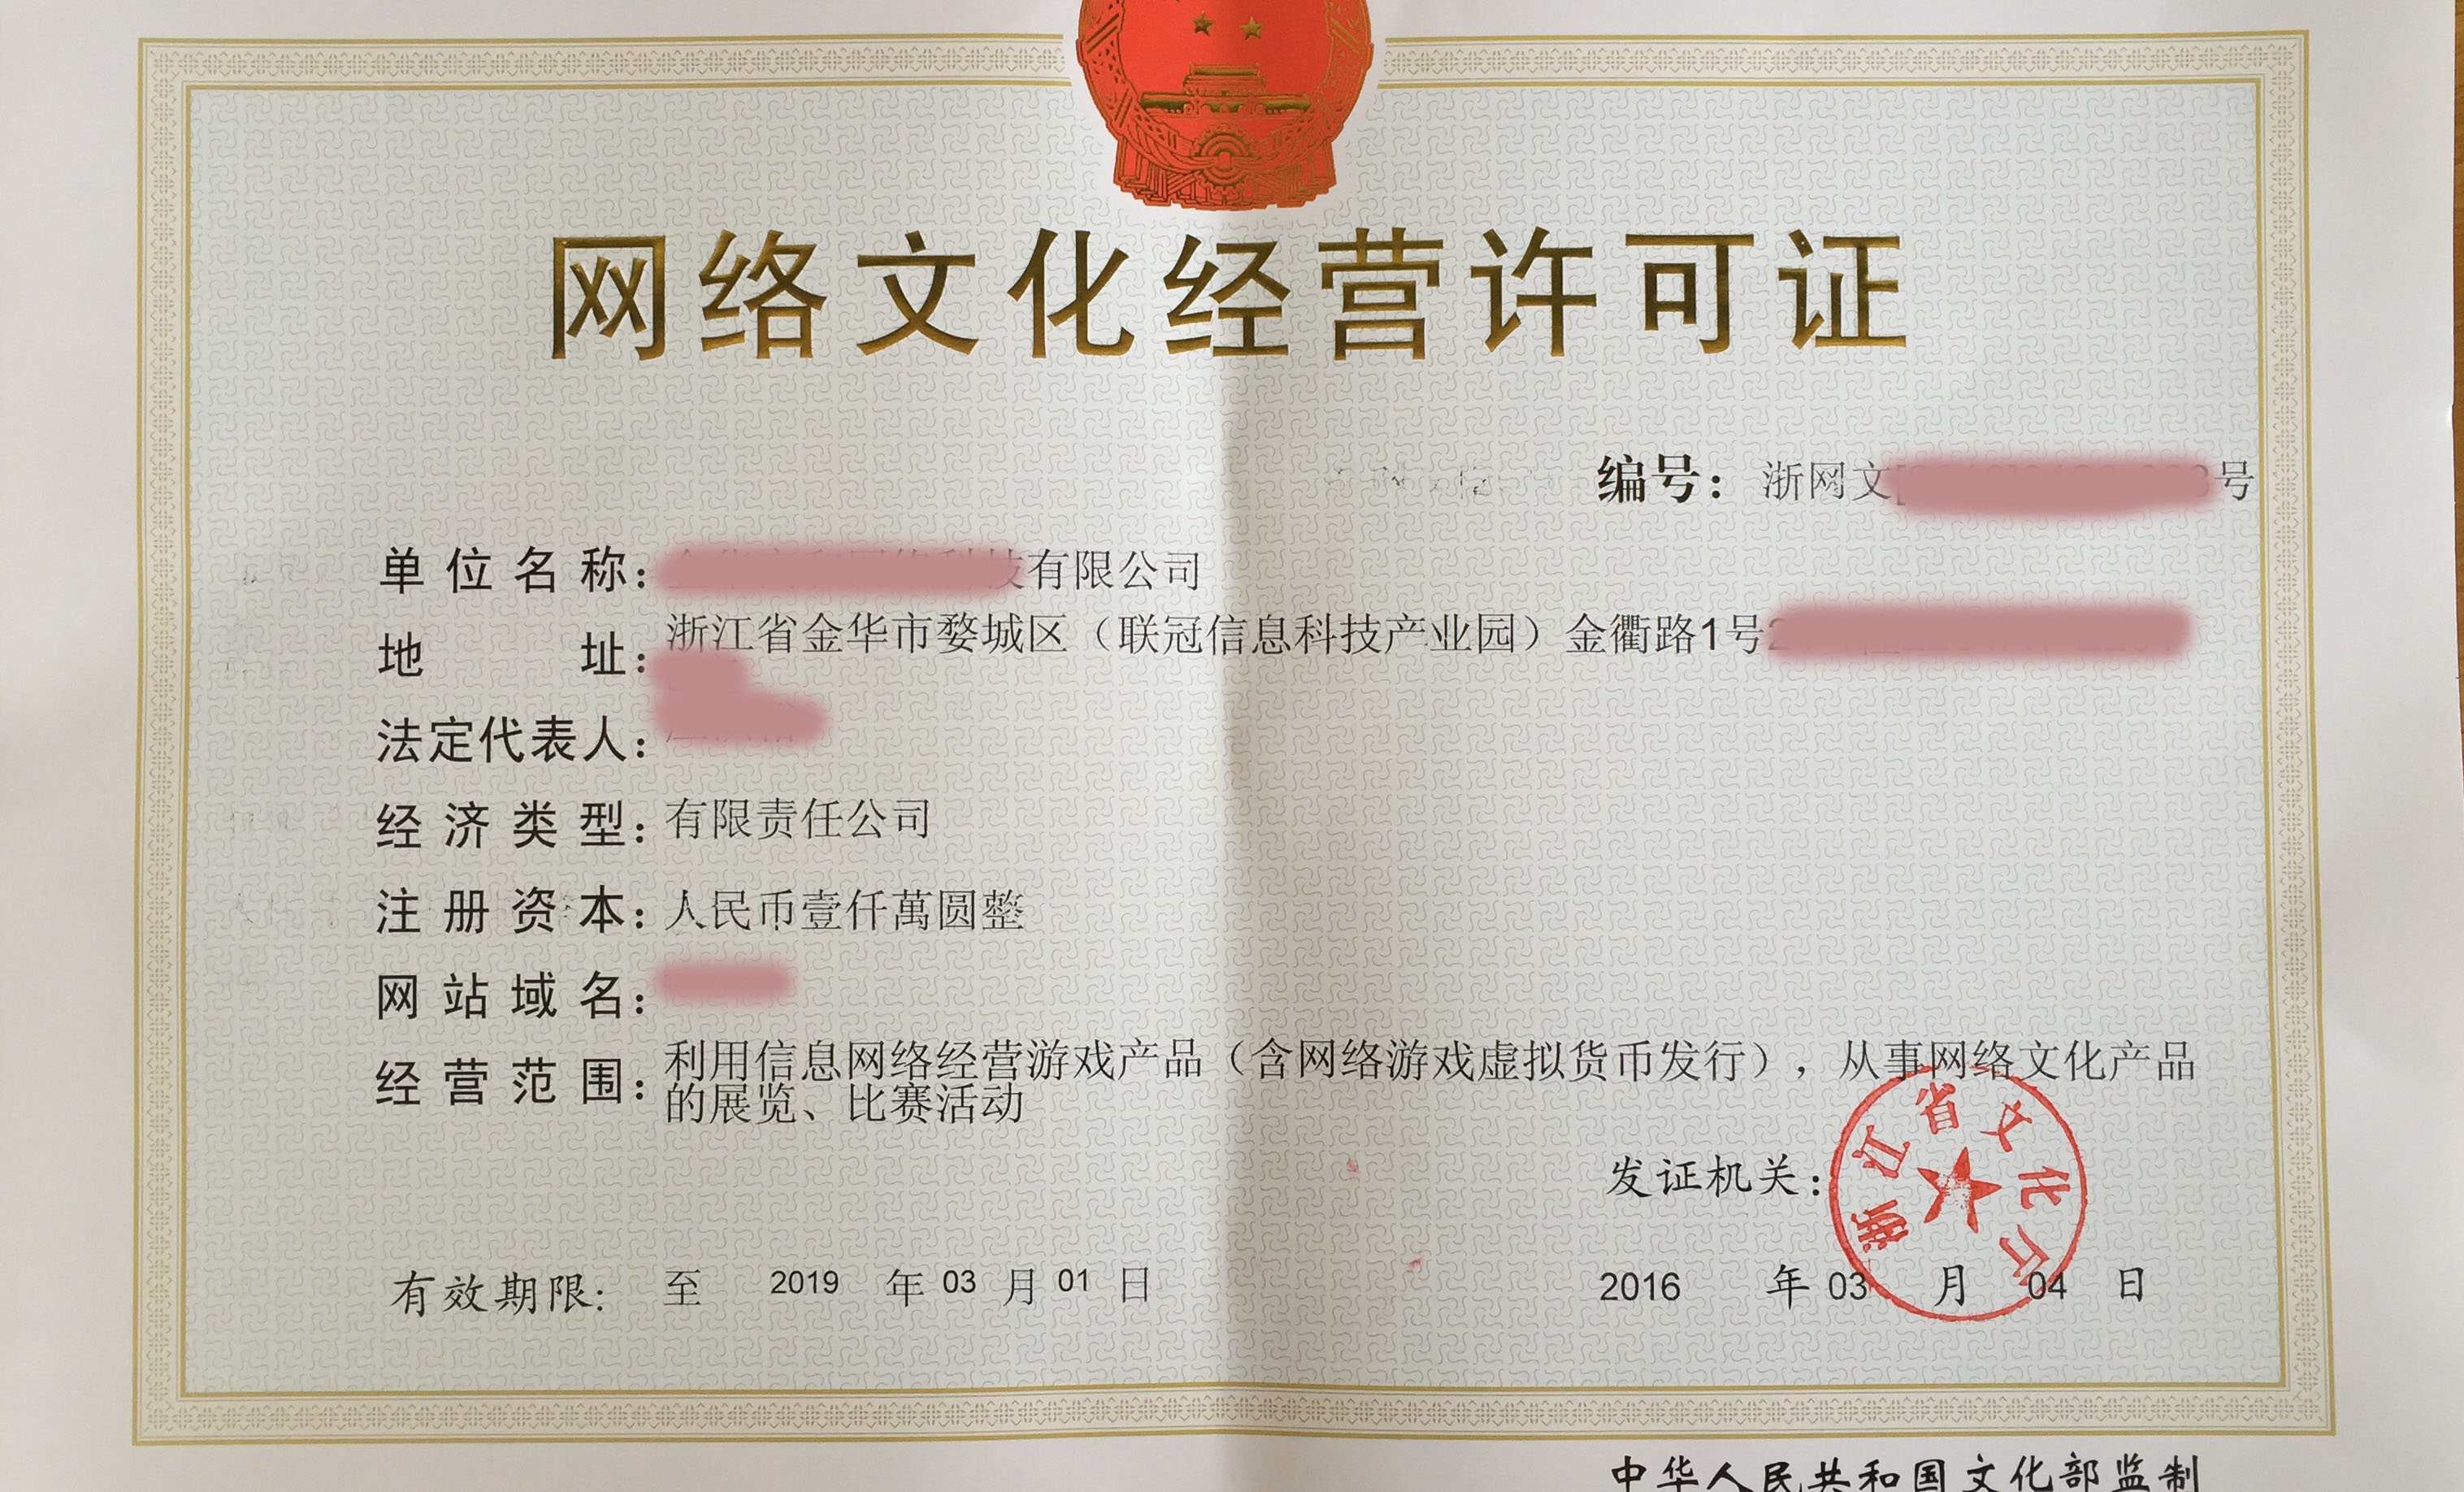 网络文化经营许可证
编号：浙网文 号
单位名称： 有限公司
地址：浙江省金华市婺城区（联冠信息科技产业园）金衢路1号
法定代表人：
经济类型：有限责任公司
注册资本：人民币壹仟萬圆整
网站域名：
经营范围：利用信息网络经营游戏产品（含网络游戏虚拟货币发行），从事网络文化产品
的展览、比赛活动
发证机关：
浙江省文化厅
有效期限：至 2019 年 03 月 01 日
2016 年 03 月 04 日
中华人民共和国文化部监制